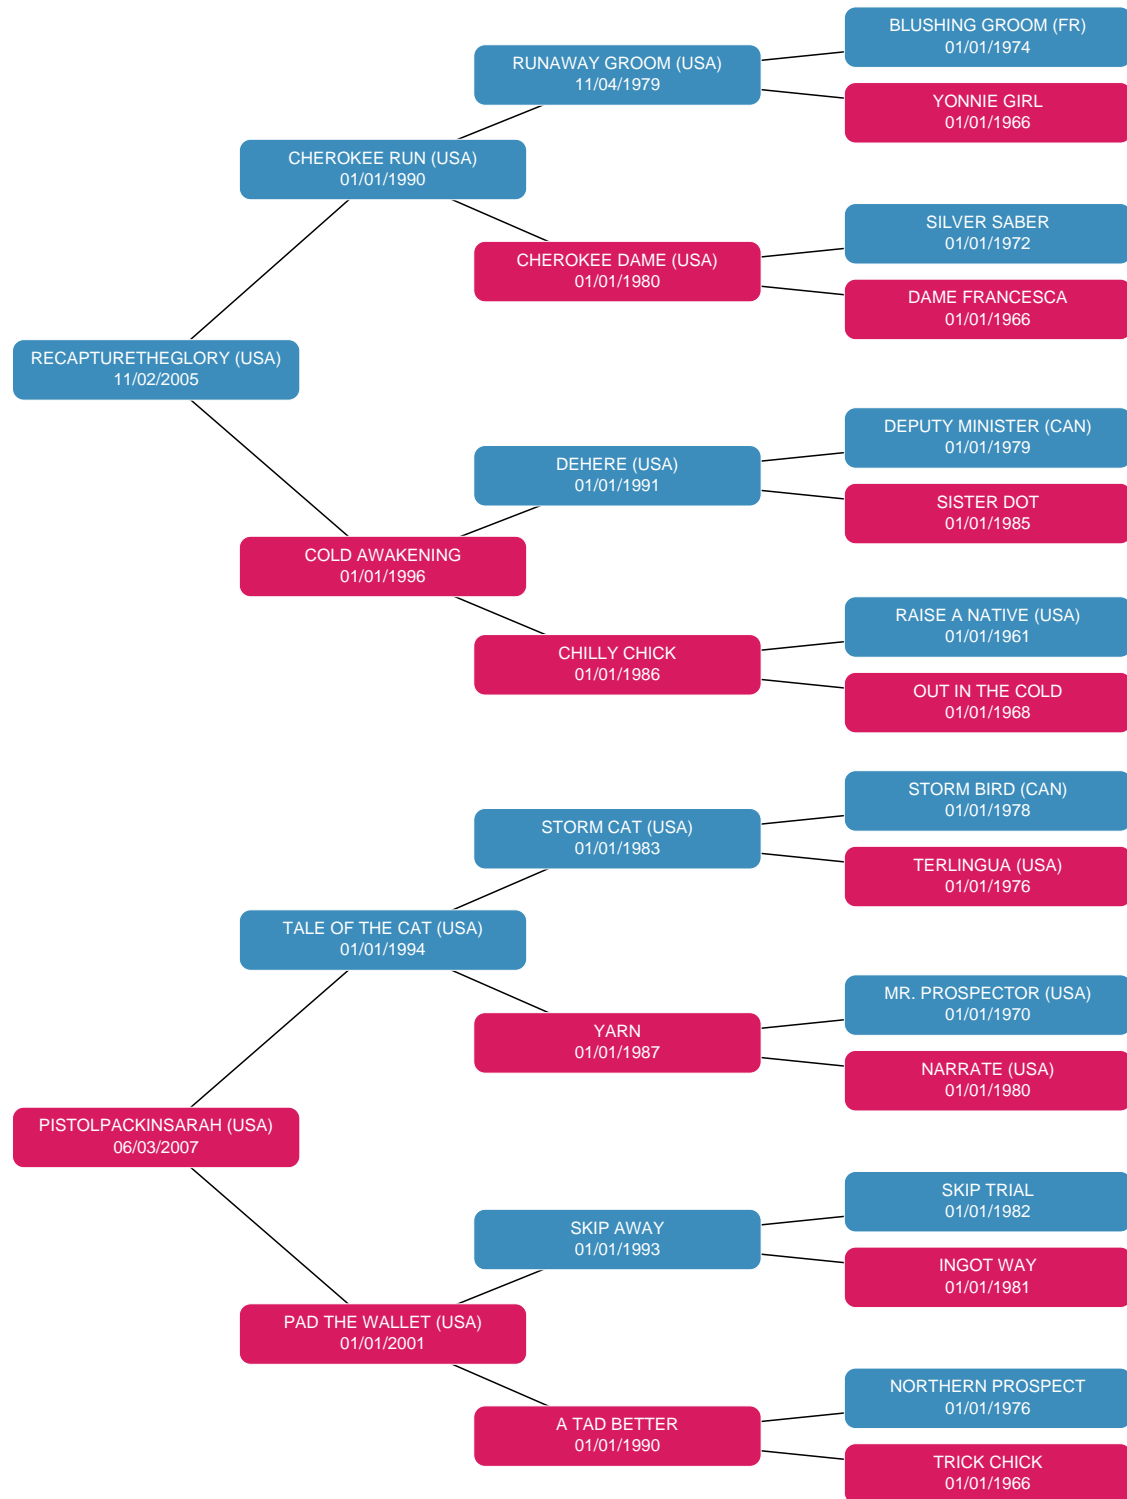 BLUSHING GROOM (FR)
01/01/1974
RUNAWAY GROOM (USA)
11/04/1979
YONNIE GIRL
01/01/1966
CHEROKEE RUN (USA)
01/01/1990
SILVER SABER
01/01/1972
CHEROKEE DAME (USA)
01/01/1980
DAME FRANCESCA
01/01/1966
RECAPTURETHEGLORY (USA)
11/02/2005
DEPUTY MINISTER (CAN)
01/01/1979
DEHERE (USA)
01/01/1991
SISTER DOT
01/01/1985
COLD AWAKENING
01/01/1996
RAISE A NATIVE (USA)
01/01/1961
CHILLY CHICK
01/01/1986
OUT IN THE COLD
01/01/1968
STORM BIRD (CAN)
01/01/1978
STORM CAT (USA)
01/01/1983
TERLINGUA (USA)
01/01/1976
TALE OF THE CAT (USA)
01/01/1994
MR. PROSPECTOR (USA)
01/01/1970
YARN
01/01/1987
NARRATE (USA)
01/01/1980
PISTOLPACKINSARAH (USA)
06/03/2007
SKIP TRIAL
01/01/1982
SKIP AWAY
01/01/1993
INGOT WAY
01/01/1981
PAD THE WALLET (USA)
01/01/2001
NORTHERN PROSPECT
01/01/1976
A TAD BETTER
01/01/1990
TRICK CHICK
01/01/1966